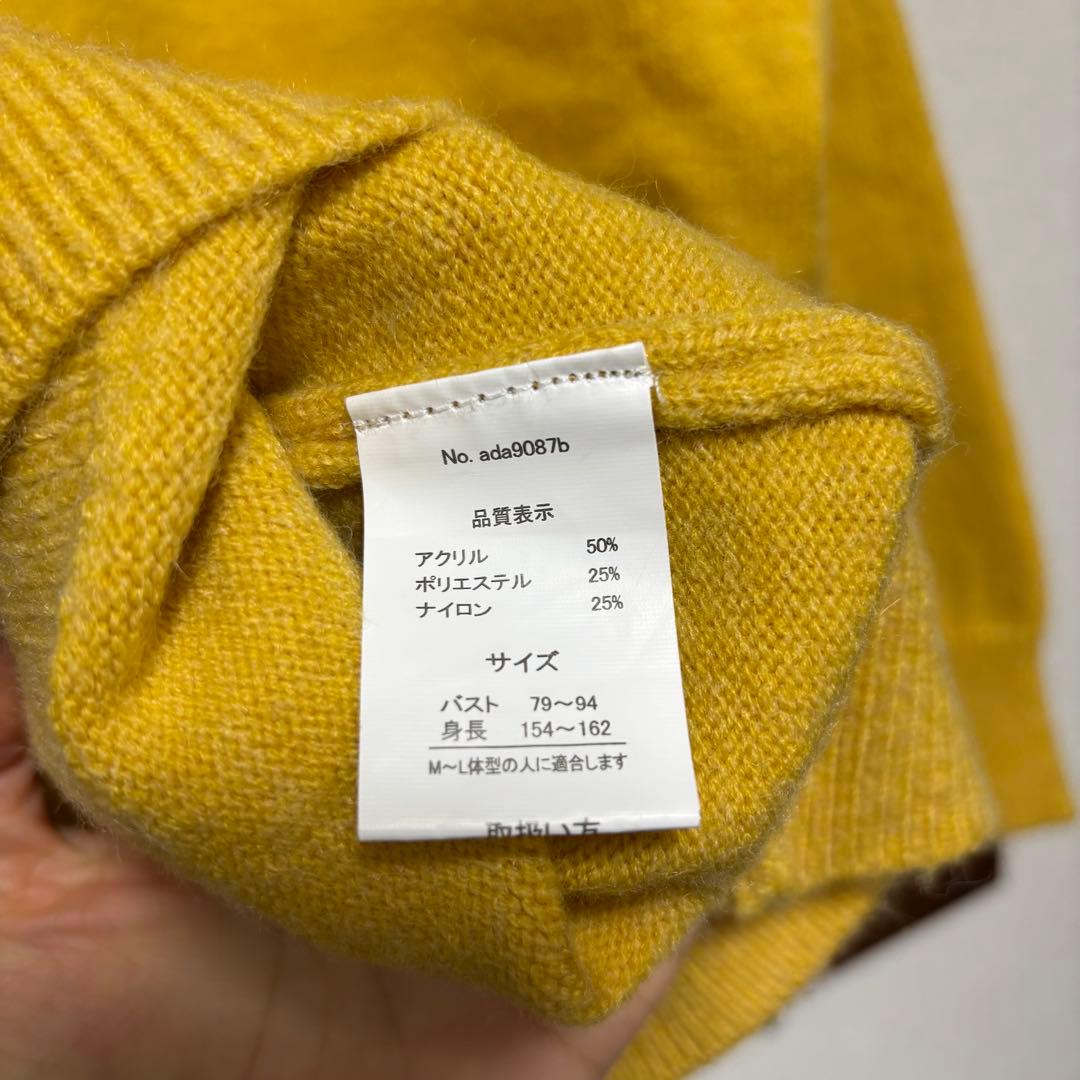 No. ada9087b
品質表示
アクリル 50%
ポリエステル 25%
ナイロン 25%
サイズ
バスト 79～94
身長 154～162
M～L体型の人に適合します
取扱い方